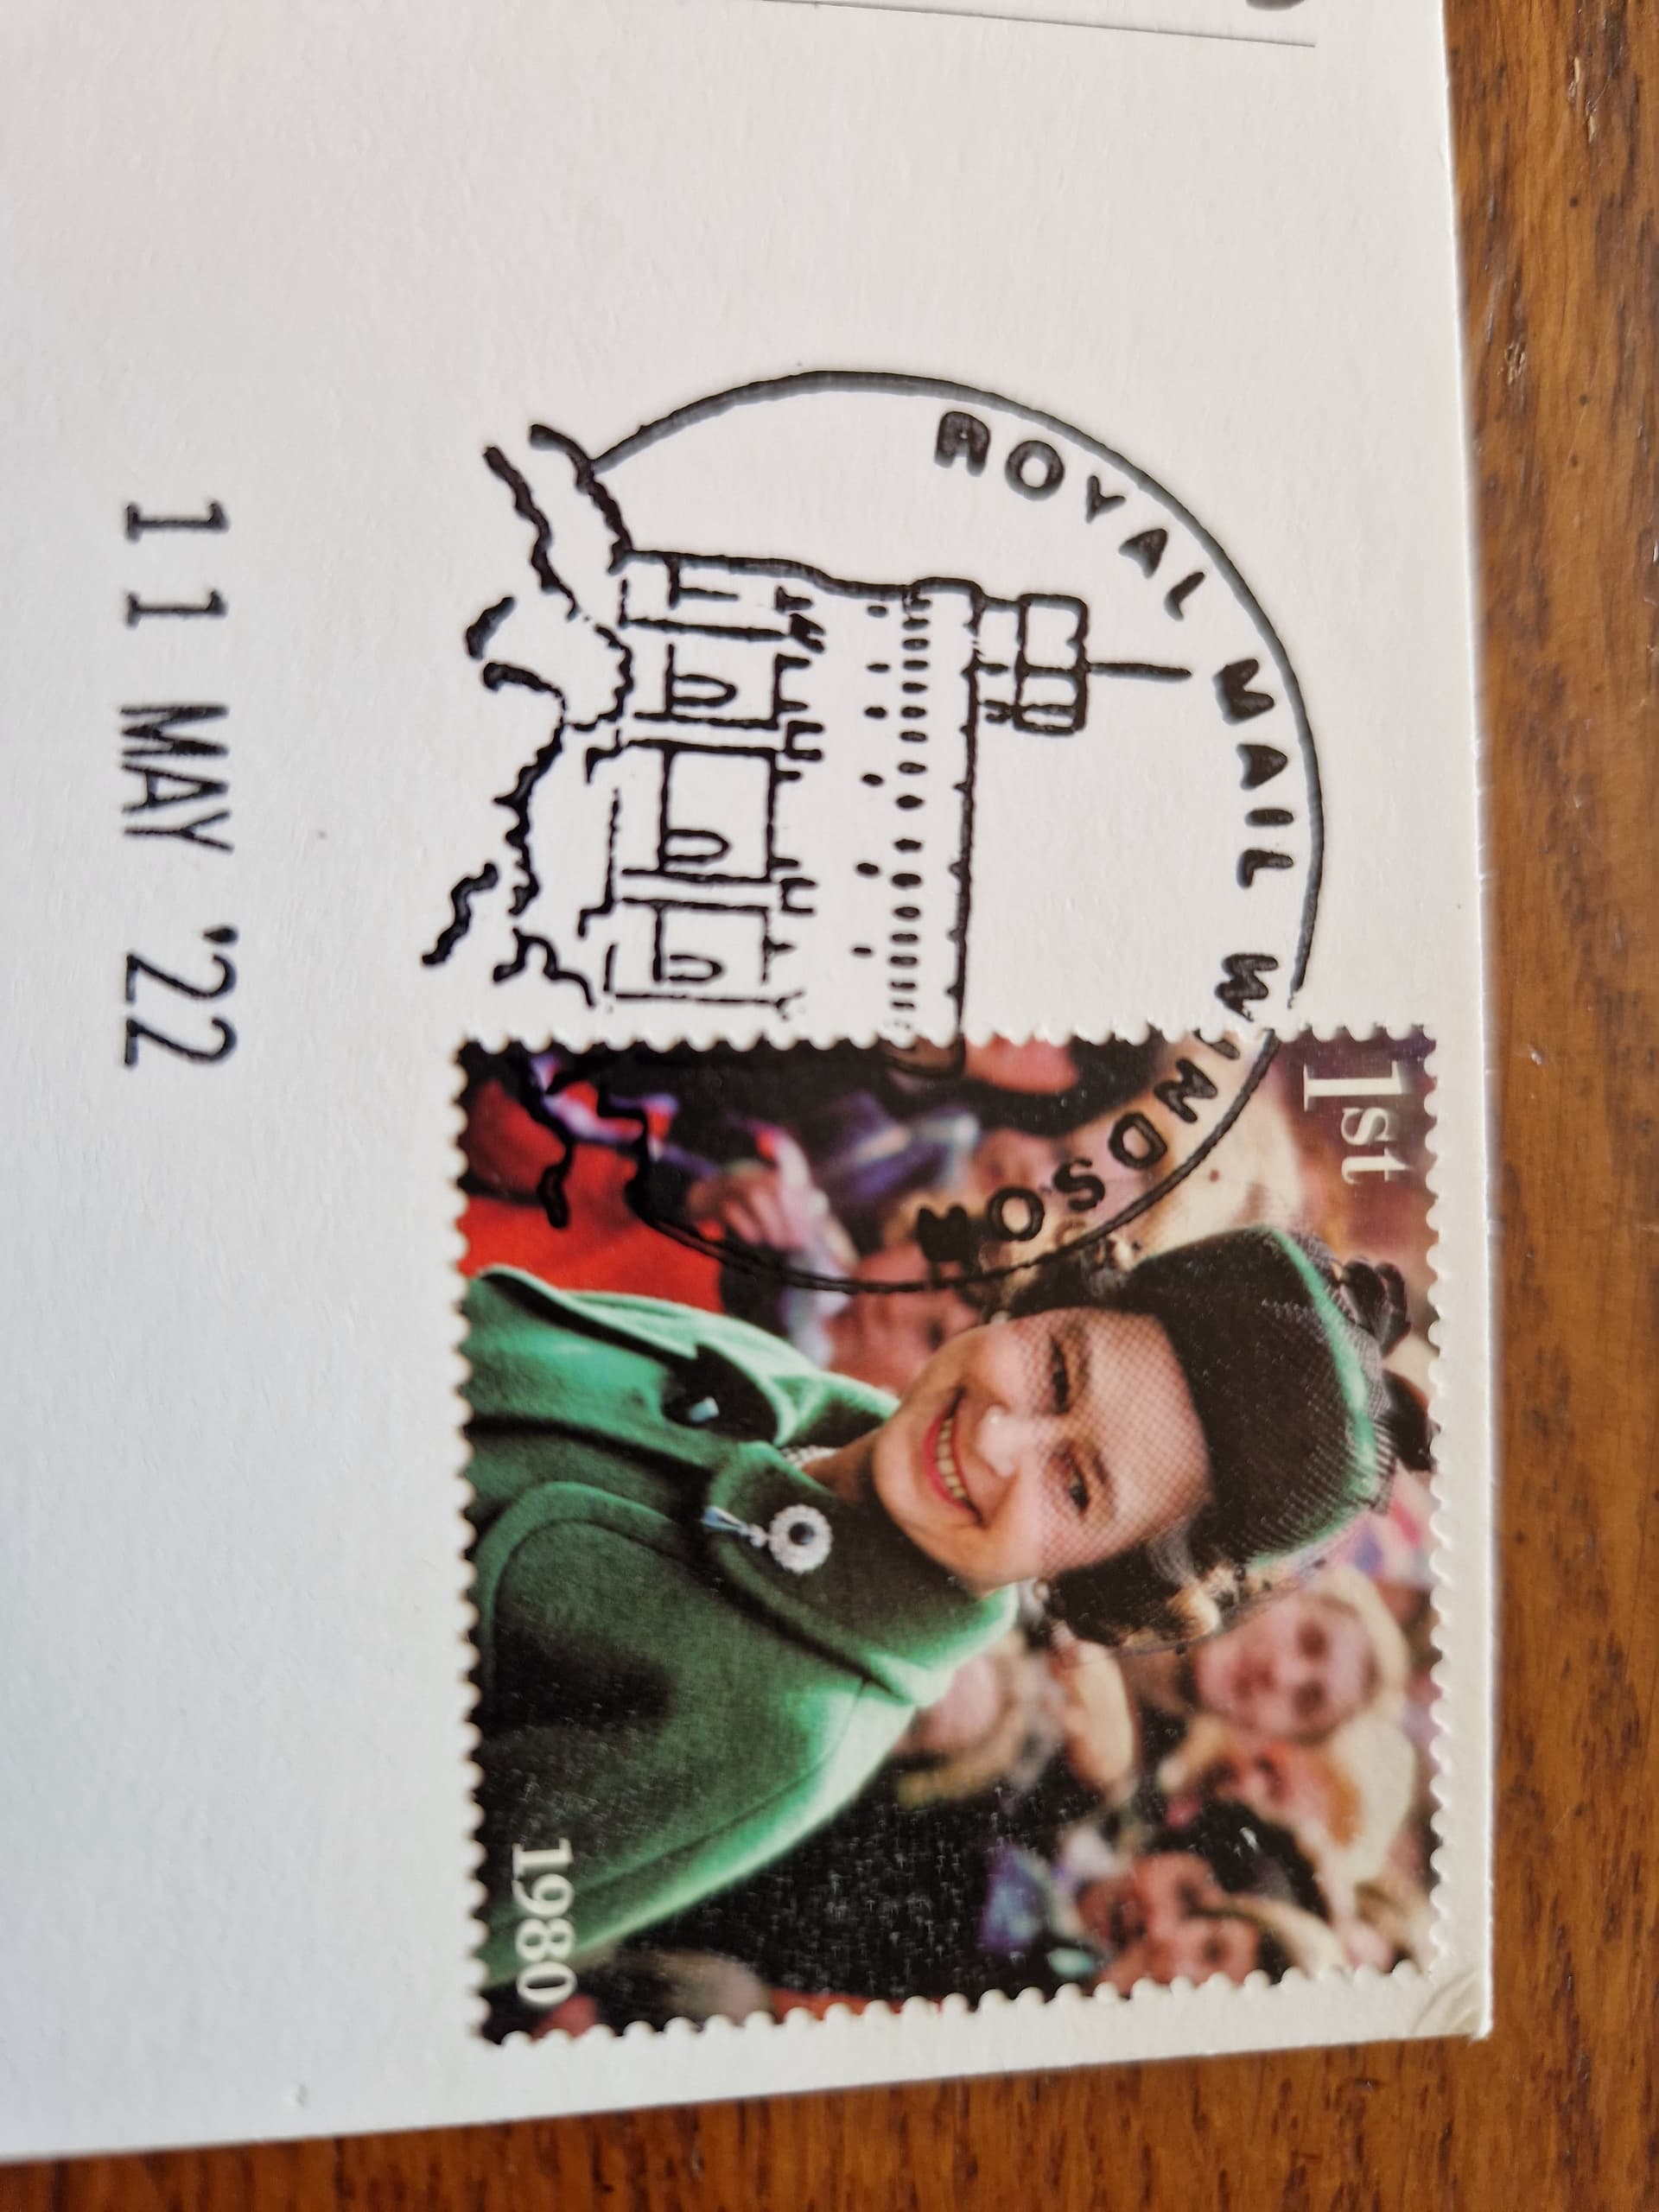 ROYAL MAIL WINDSOR
1st
1980
11 MAY '22